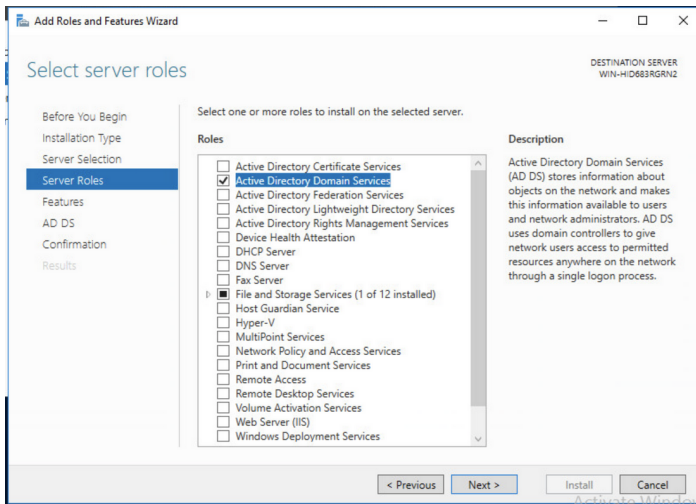 Add Roles and Features Wizard
Select server roles
DESTINATION SERVER
WIN-HID683RGRN2
Before You Begin
Installation Type
Server Selection
Server Roles
Features
AD DS
Confirmation
Results
Select one or more roles to install on the selected server.
Roles
Active Directory Certificate Services
Active Directory Domain Services
Active Directory Federation Services
Active Directory Lightweight Directory Services
Active Directory Rights Management Services
Device Health Attestation
DHCP Server
DNS Server
Fax Server
File and Storage Services (1 of 12 installed)
Host Guardian Service
Hyper-V
MultiPoint Services
Network Policy and Access Services
Print and Document Services
Remote Access
Remote Desktop Services
Volume Activation Services
Web Server (IIS)
Windows Deployment Services
Description
Active Directory Domain Services
(AD DS) stores information about
objects on the network and makes
this information available to users
and network administrators. AD DS
uses domain controllers to give
network users access to permitted
resources anywhere on the network
through a single logon process.
< Previous
Next >
Install
Cancel